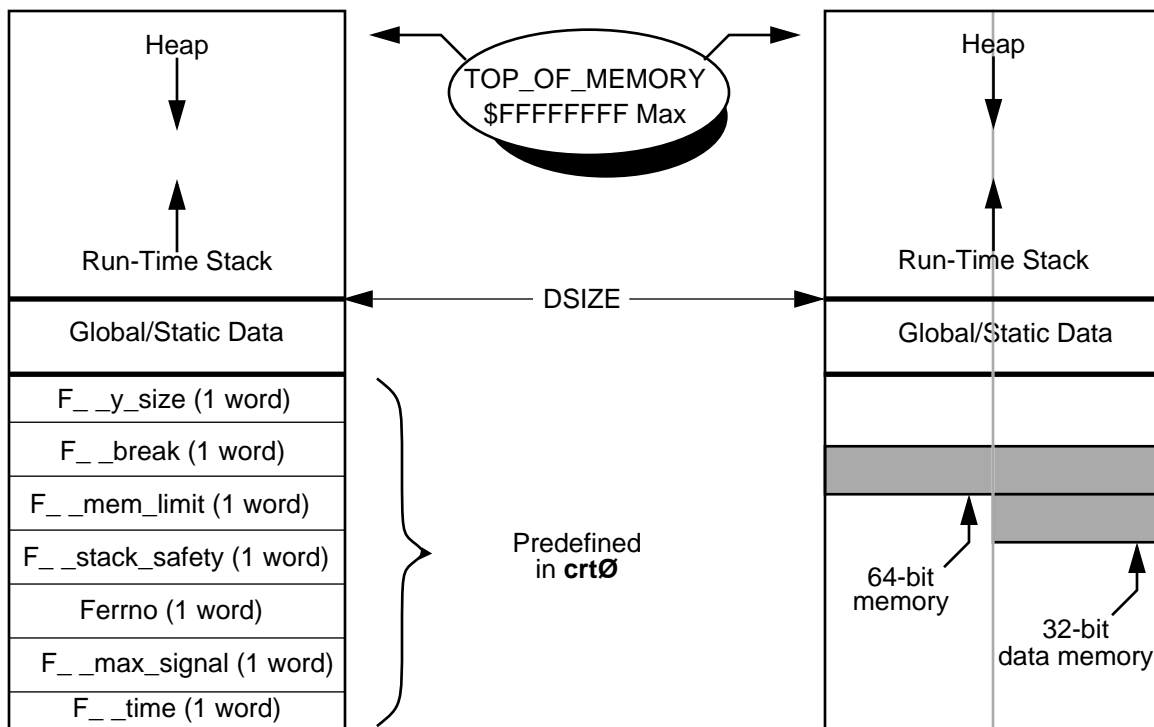 Heap
TOP_OF_MEMORY
$FFFFFFFF Max
Heap
Run-Time Stack
Run-Time Stack
DSIZE
Global/Static Data
Global/Static Data
F_ _y_size (1 word)
F_ _break (1 word)
F_ _mem_limit (1 word)
F_ _stack_safety (1 word)
Ferrno (1 word)
F_ _max_signal (1 word)
F_ _time (1 word)
Predefined
in crtØ
64-bit
memory
32-bit
data memory